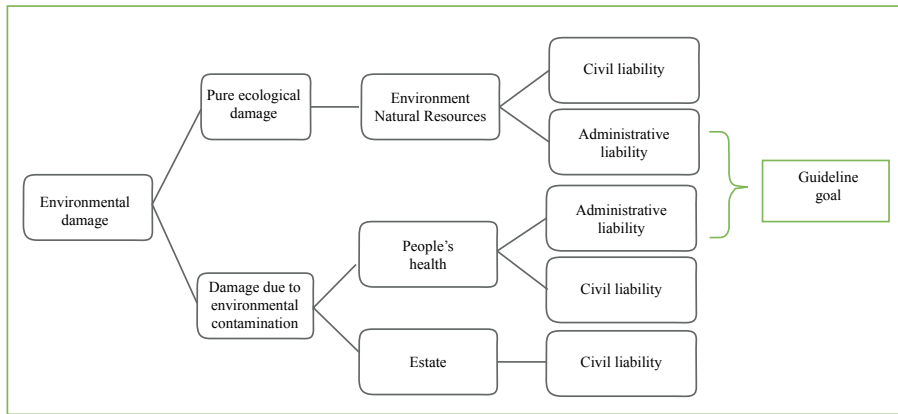 Environmental
damage
Pure ecological
damage
Damage due to
environmental
contamination
Environment
Natural Resources
People's
health
Estate
Civil liability
Administrative
liability
Administrative
liability
Civil liability
Civil liability
Guideline
goal